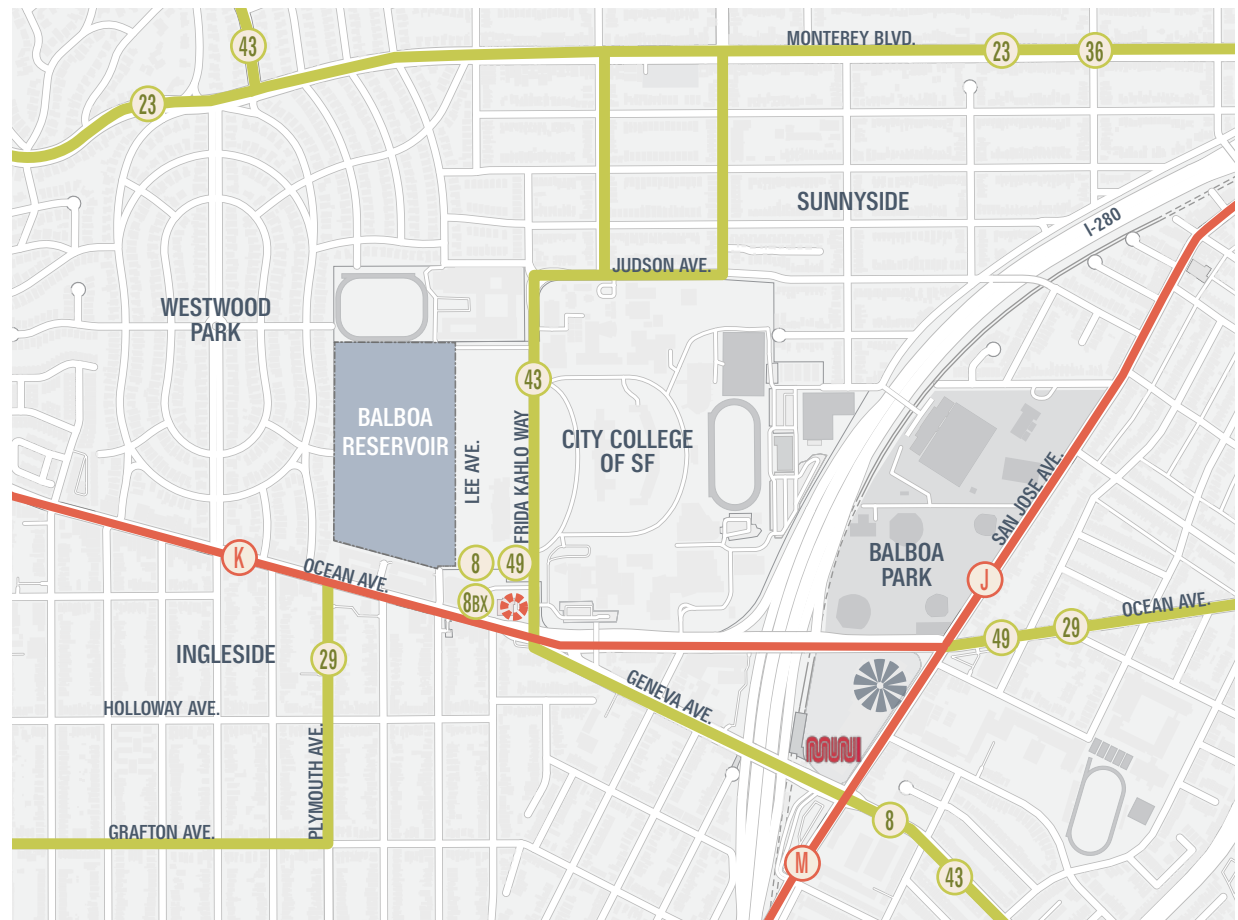 43
MONTEREY BLVD.
23
36
23
SUNNYSIDE
I-280
JUDSON AVE.
WESTWOOD
PARK
43
BALBOA
RESERVOIR
LEE AVE.
FRIDA KAHLO WAY
CITY COLLEGE
OF SF
SAN JOSE AVE.
K
OCEAN AVE.
8
49
BALBOA
PARK
J
8BX
OCEAN AVE.
INGLESIDE
29
49
29
GENEVA AVE.
HOLLOWAY AVE.
PLYMOUTH AVE.
MUNI
GRAFTON AVE.
8
M
43